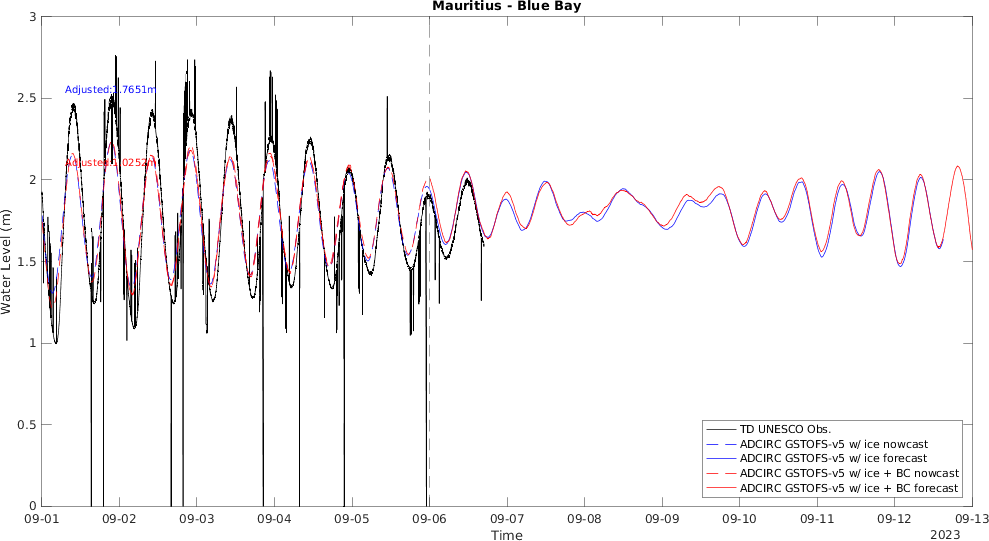 Mauritius - Blue Bay
Water Level (m)
3
2.5
2
1.5
1
0.5
0
Adjusted:1.7651m
Adjusted:1.0252m
TD UNESCO Obs.
ADCIRC GSTOFS-v5 w/ ice nowcast
ADCIRC GSTOFS-v5 w/ ice forecast
ADCIRC GSTOFS-v5 w/ ice + BC nowcast
ADCIRC GSTOFS-v5 w/ ice + BC forecast
09-01 09-02 09-03 09-04 09-05 09-06 09-07 09-08 09-09 09-10 09-11 09-12 09-13
Time
2023